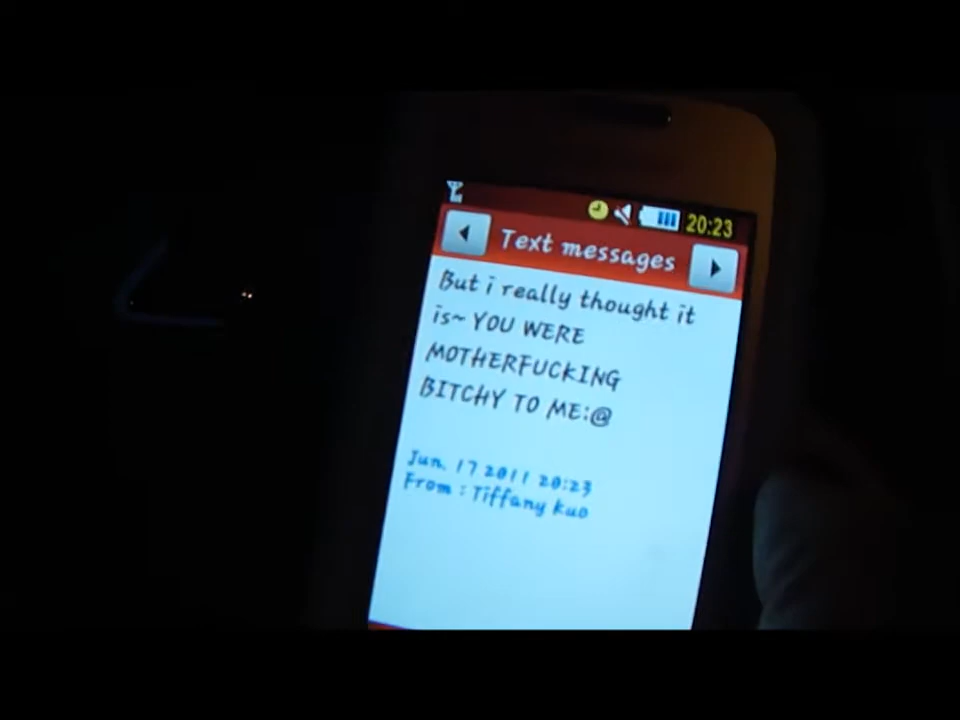 20:23
Text messages
But i really thought it
is~ YOU WERE
MOTHERFUCKING
BITCHY TO ME:@
Jun. 17 2011 20:23
From : Tiffany kuo